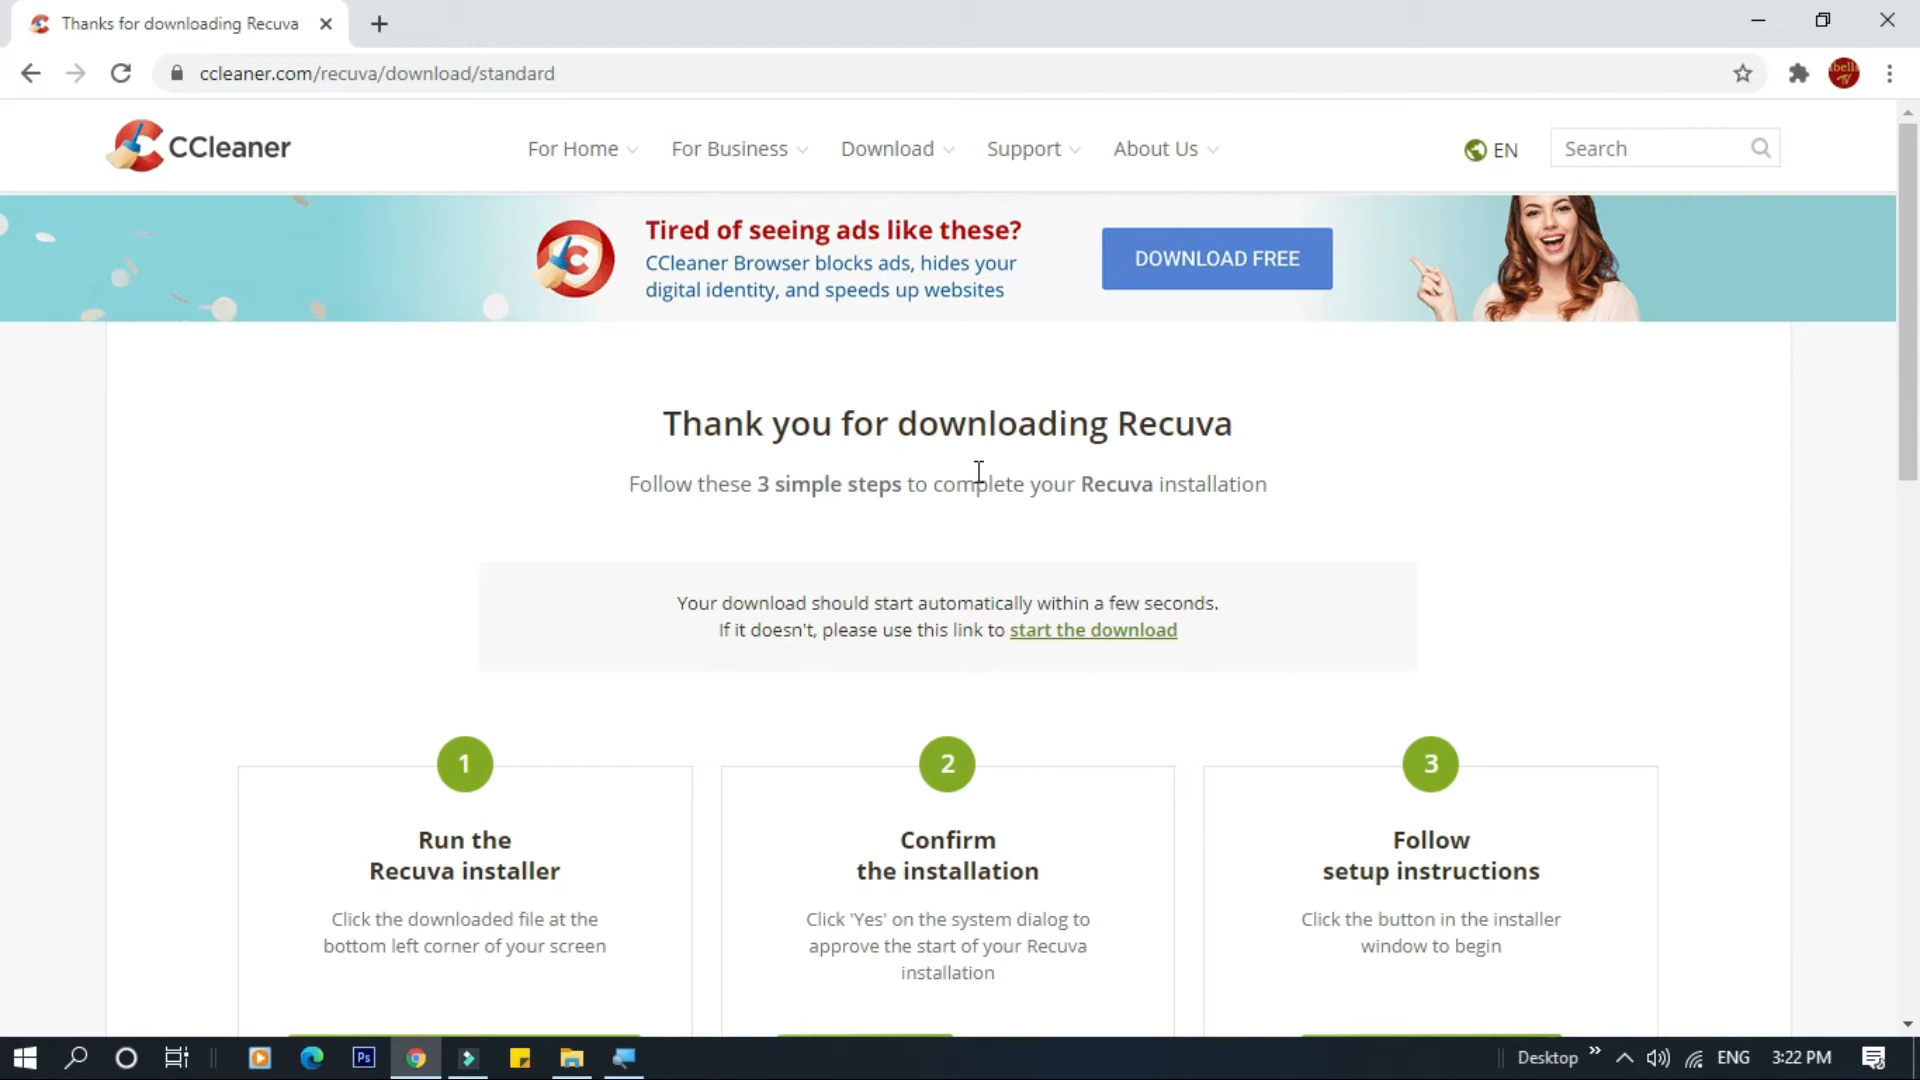 Thanks for downloading Recuva
ccleaner.com/recuva/download/standard
CCleaner
For Home
For Business
Download
Support
About Us
EN
Search
Tired of seeing ads like these?
CCleaner Browser blocks ads, hides your
digital identity, and speeds up websites
DOWNLOAD FREE
Thank you for downloading Recuva
Follow these 3 simple steps to complete your Recuva installation
Your download should start automatically within a few seconds.
If it doesn't, please use this link to start the download
1
Run the
Recuva installer
Click the downloaded file at the
bottom left corner of your screen
2
Confirm
the installation
Click 'Yes' on the system dialog to
approve the start of your Recuva
installation
3
Follow
setup instructions
Click the button in the installer
window to begin
Ps
Desktop
ENG
3:22 PM